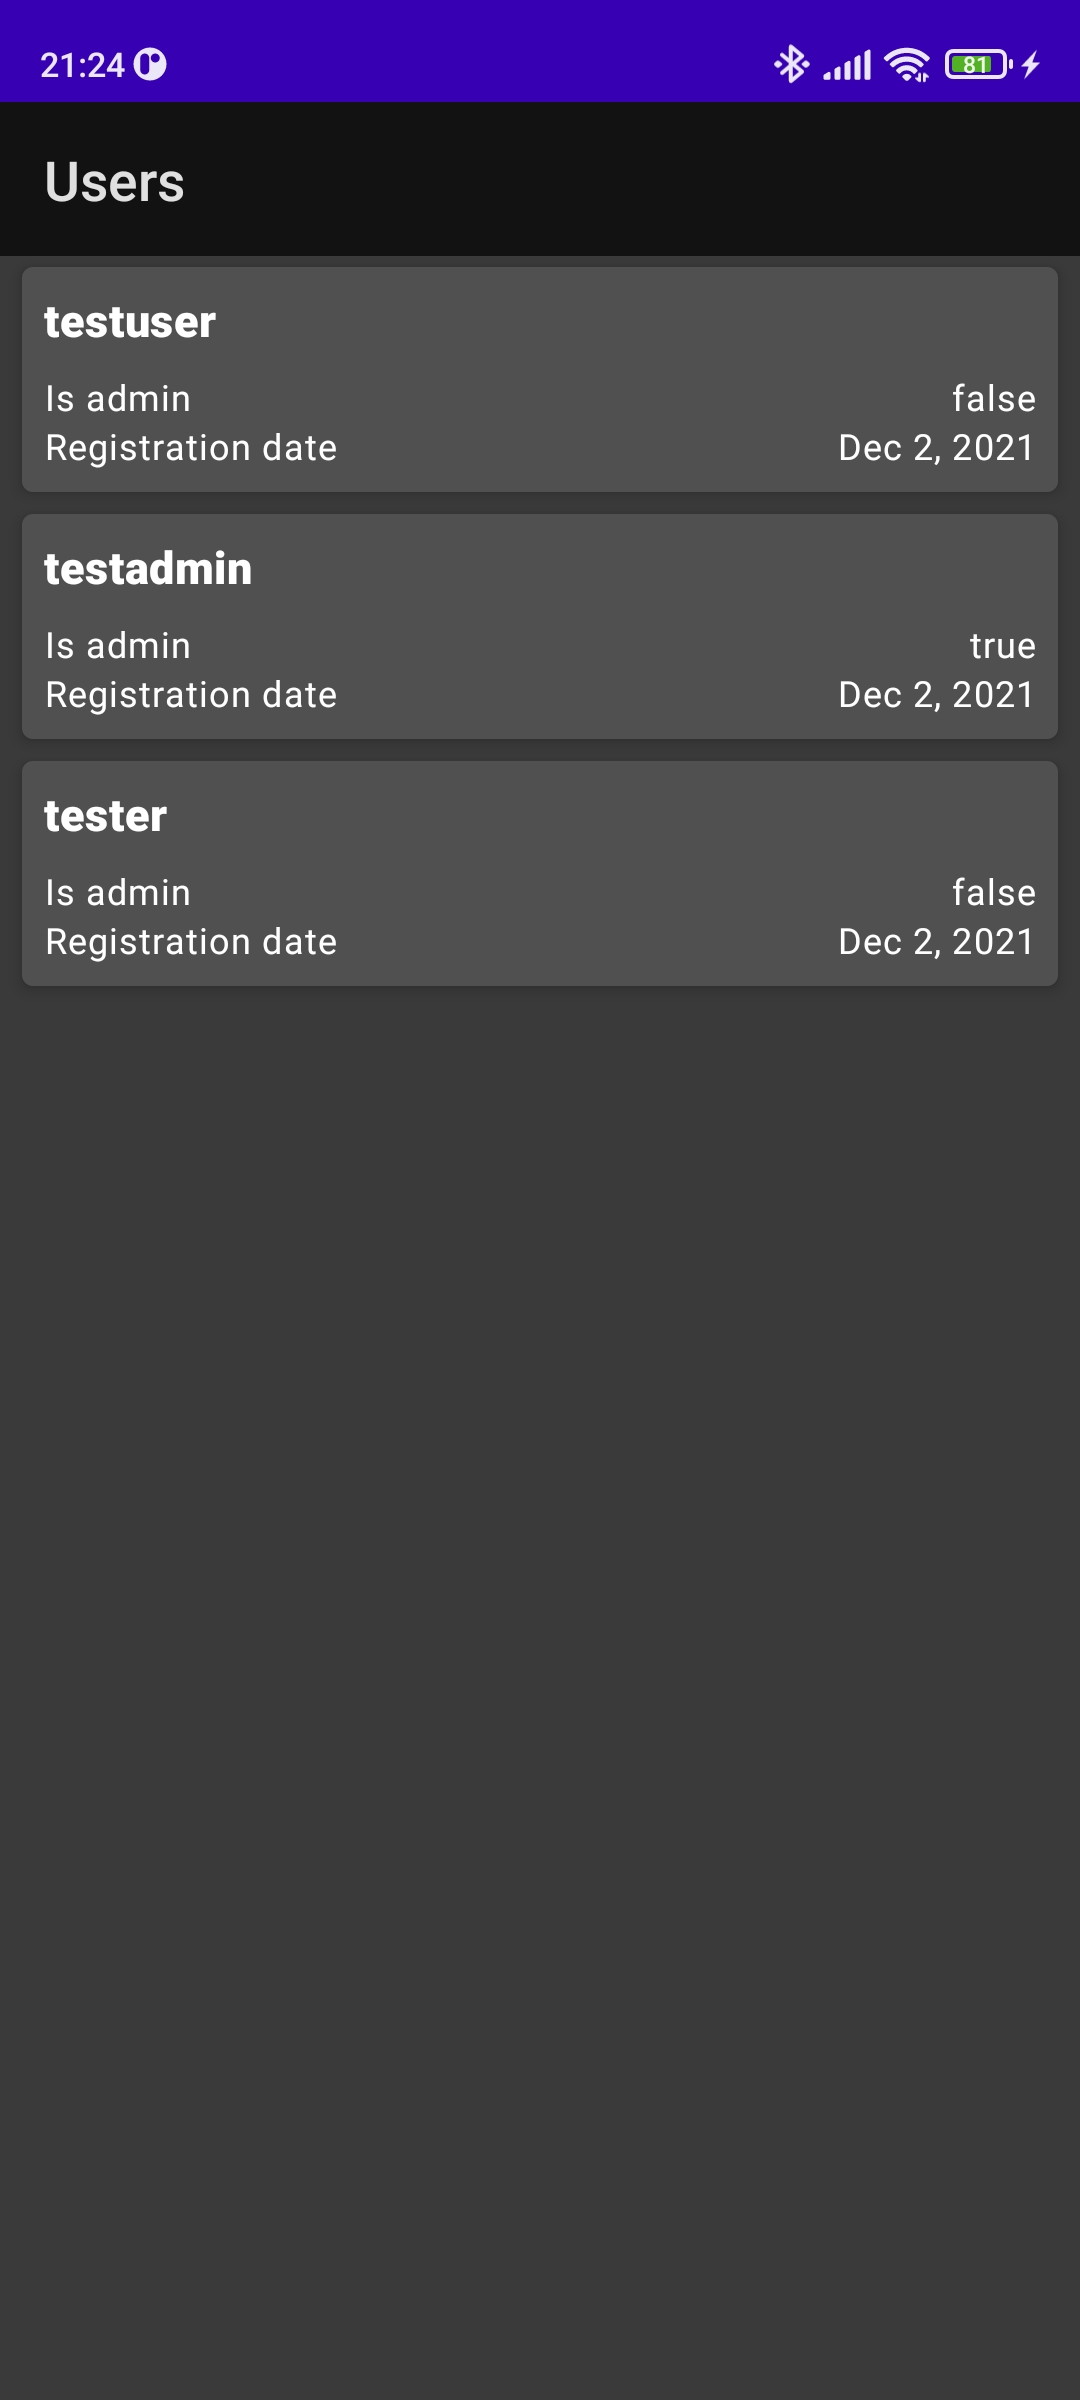 21:24
81
Users
testuser
Is admin false
Registration date Dec 2, 2021
testadmin
Is admin true
Registration date Dec 2, 2021
tester
Is admin false
Registration date Dec 2, 2021